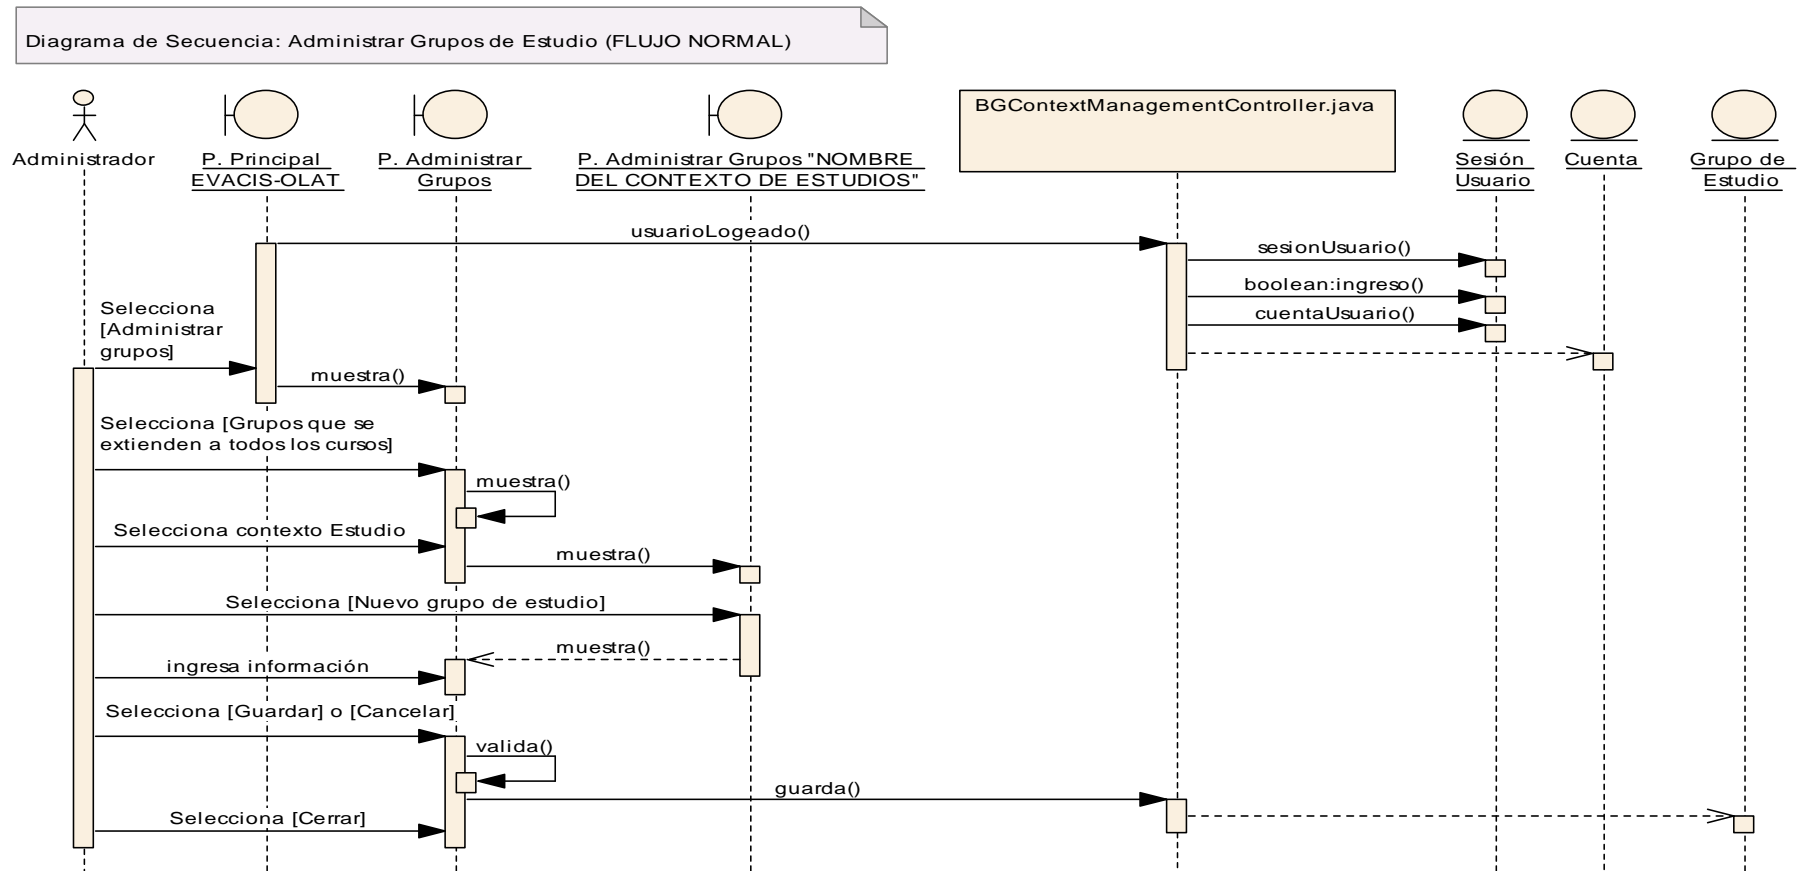 Diagrama de Secuencia: Administrar Grupos de Estudio (FLUJO NORMAL)
Administrador
P. Principal
EVACIS-OLAT
P. Administrar
Grupos
P. Administrar Grupos "NOMBRE
DEL CONTEXTO DE ESTUDIOS"
BGContextManagementController.java
Sesión
Usuario
Cuenta
Grupo de
Estudio
usuarioLogeado()
sesionUsuario()
boolean:ingreso()
cuentaUsuario()
Selecciona
[Administrar
grupos]
muestra()
Selecciona [Grupos que se
extienden a todos los cursos]
muestra()
Selecciona contexto Estudio
muestra()
Selecciona [Nuevo grupo de estudio]
muestra()
ingresa información
Selecciona [Guardar] o [Cancelar]
valida()
guarda()
Selecciona [Cerrar]